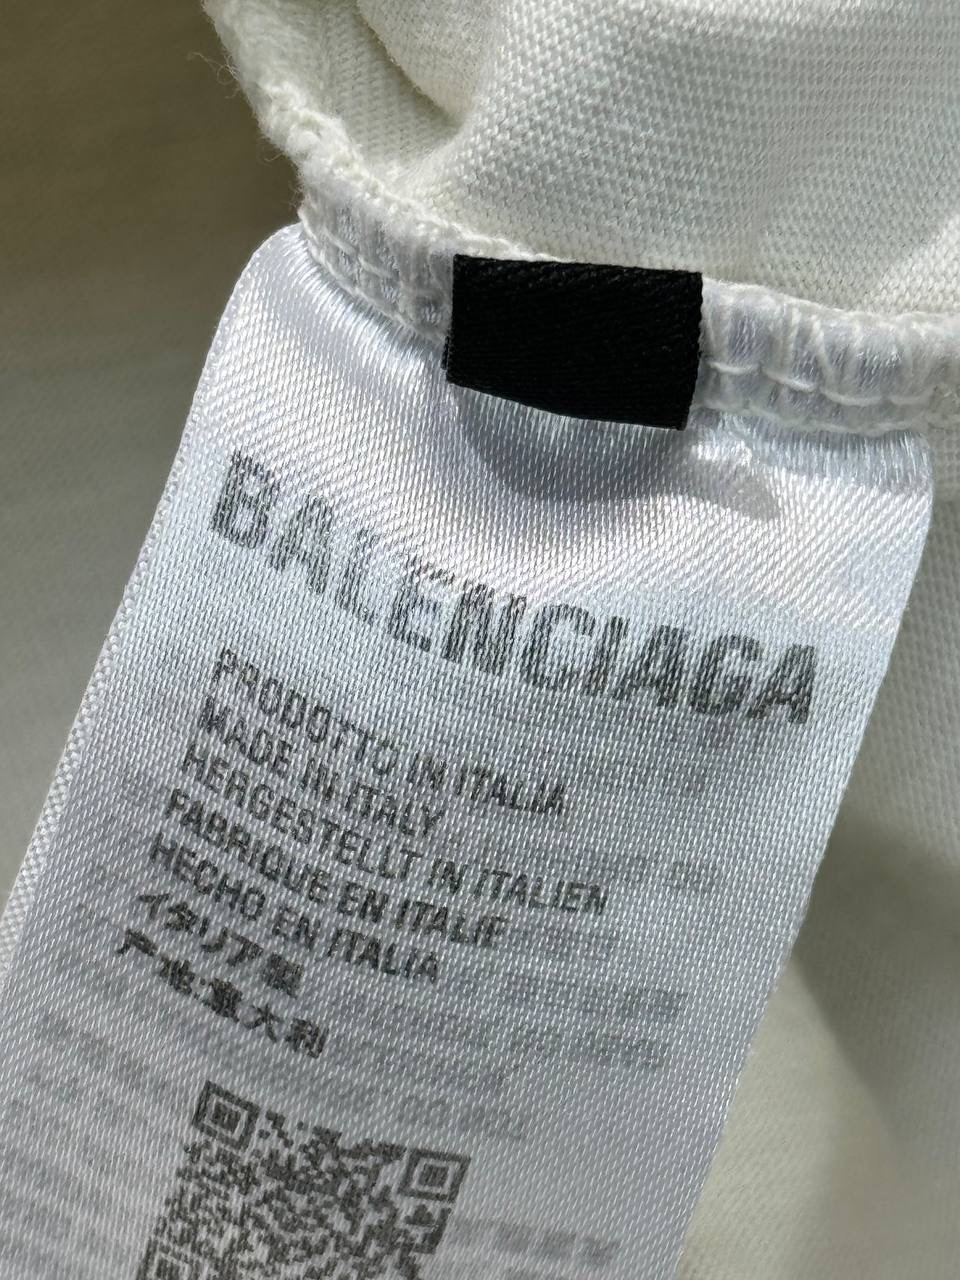 BALENCIAGA
PRODOTTO IN ITALIA
MADE IN ITALY
HERGESTELLT IN ITALIEN
FABRIQUE EN ITALIE
HECHO EN ITALIA
イタリア製
产地:意大利